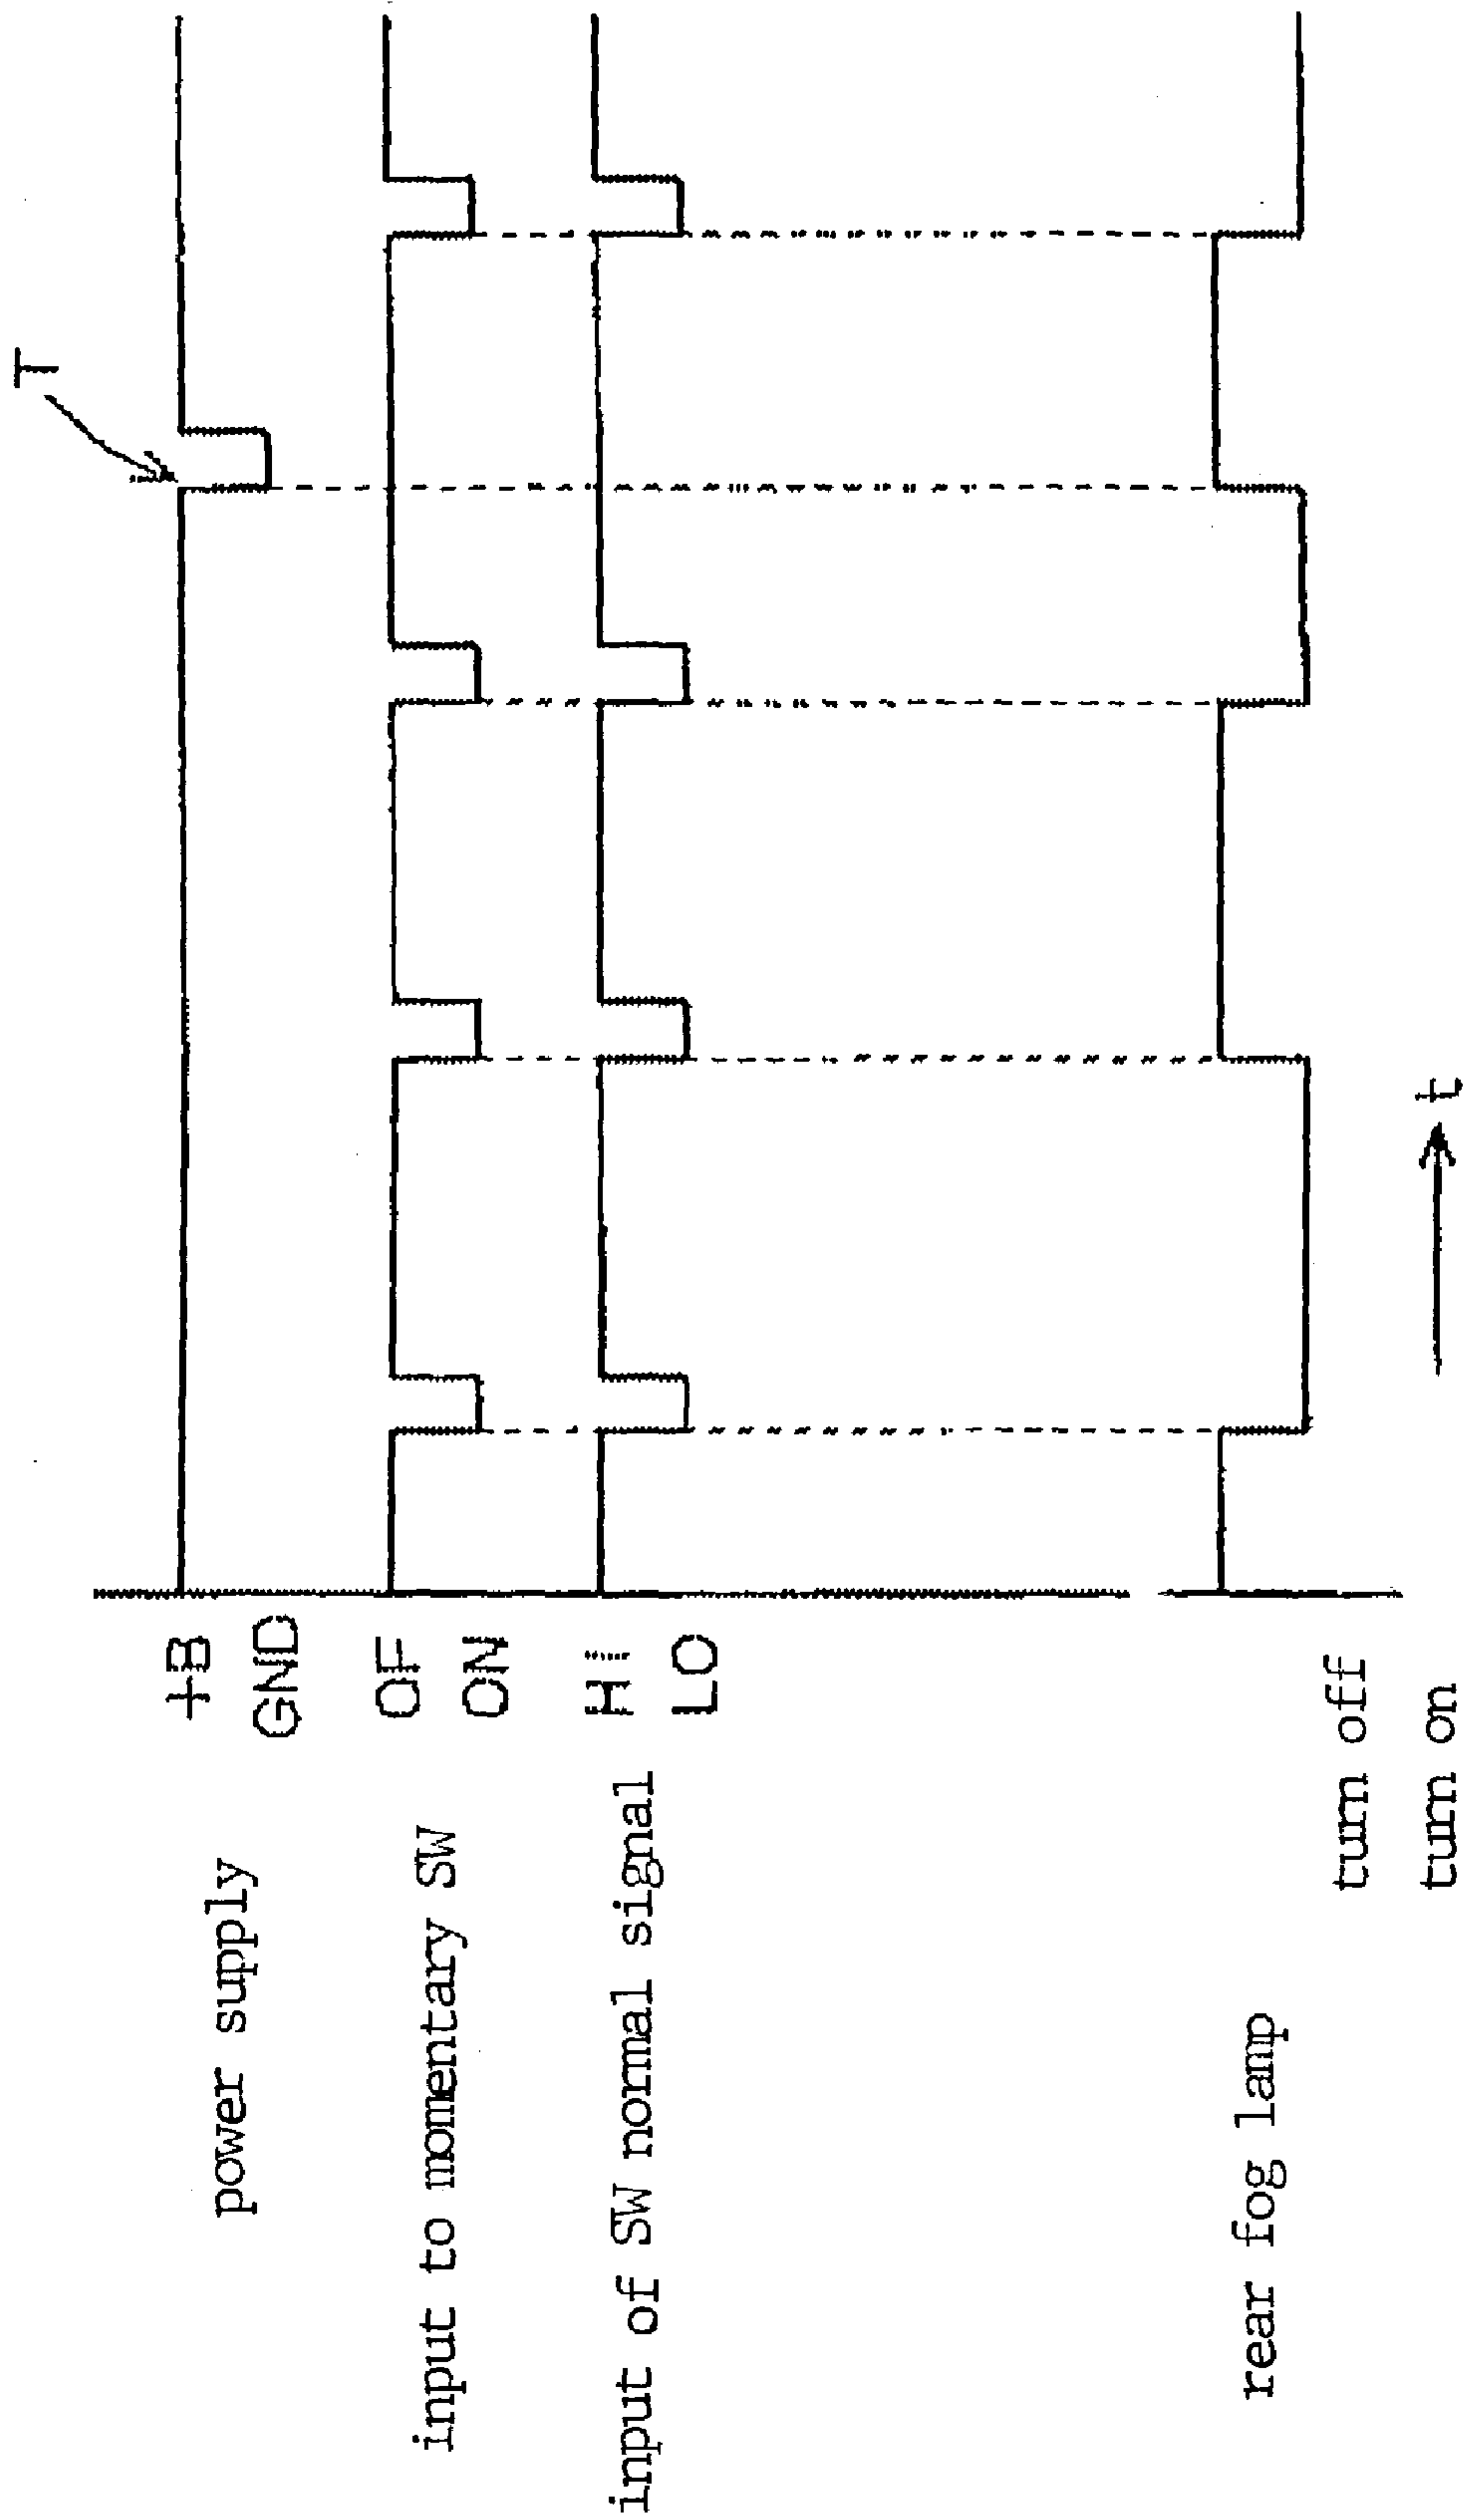 T
power supply
+B
GND
input to momentary SW
OFF
ON
input of SW normal signal
Hi
LO
rear fog lamp
turn off
turn on
t